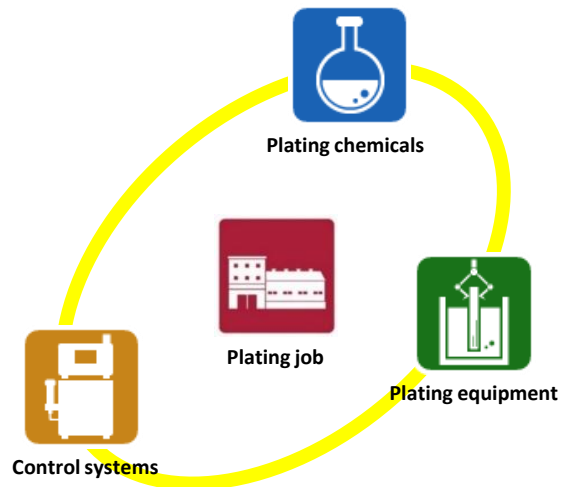 Plating chemicals
Plating job
Plating equipment
Control systems